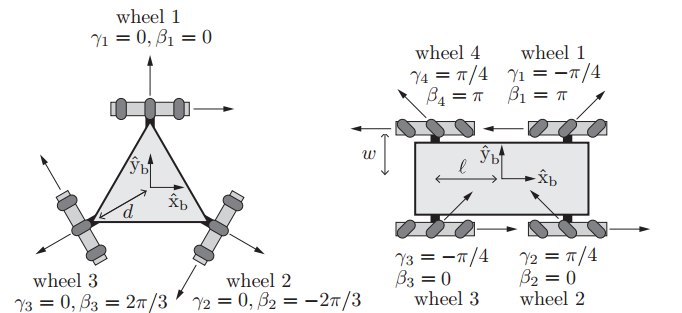 wheel 1
γ₁ = 0, β₁ = 0
ŷb
x̂b
d
wheel 3
γ₃ = 0, β₃ = 2π/3
wheel 2
γ₂ = 0, β₂ = −2π/3
wheel 4
γ₄ = π/4
β₄ = π
wheel 1
γ₁ = −π/4
β₁ = π
w
ℓ
ŷb
x̂b
γ₃ = −π/4
β₃ = 0
wheel 3
γ₂ = π/4
β₂ = 0
wheel 2